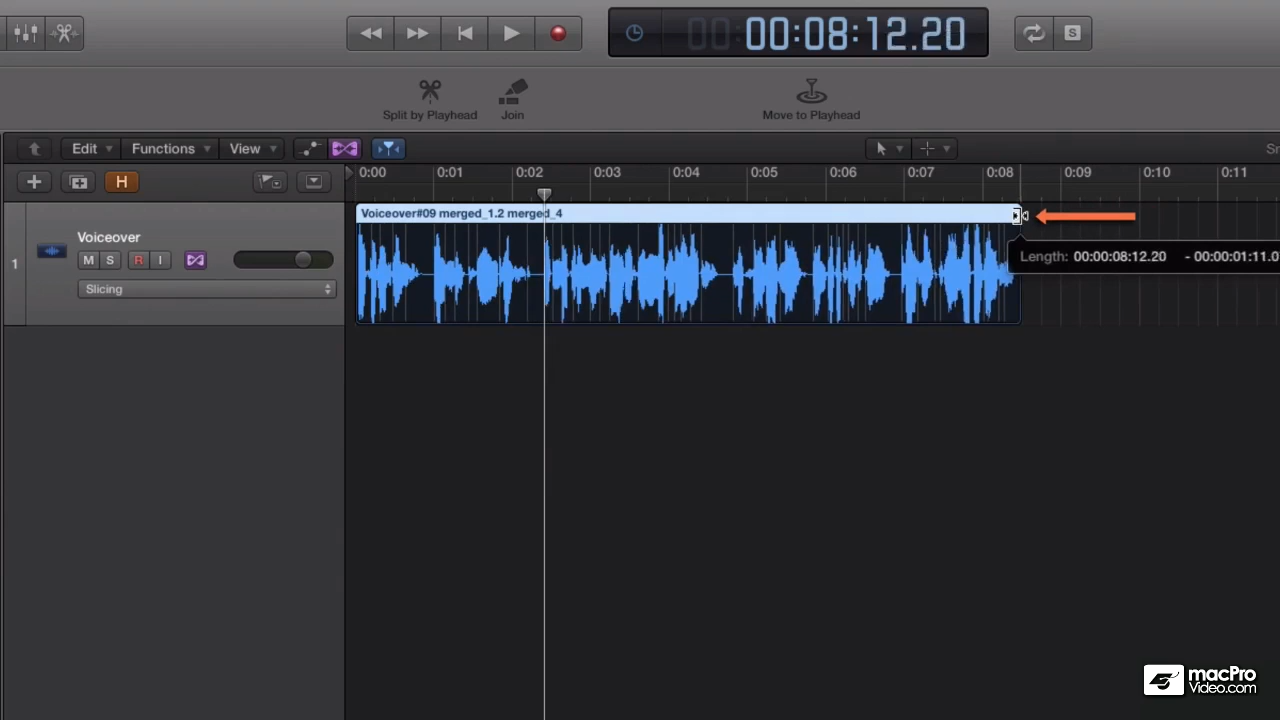 00:00:08:12.20
S
Split by Playhead
Join
Move to Playhead
Edit
Functions
View
H
0:00
0:01
0:02
0:03
0:04
0:05
0:06
0:07
0:08
0:09
0:10
0:11
Voiceover#09 merged_1.2 merged_4
1
Voiceover
M S R I
Slicing
Length: 00:00:08:12.20 - 00:00:01:11.0
macPro
Video.com